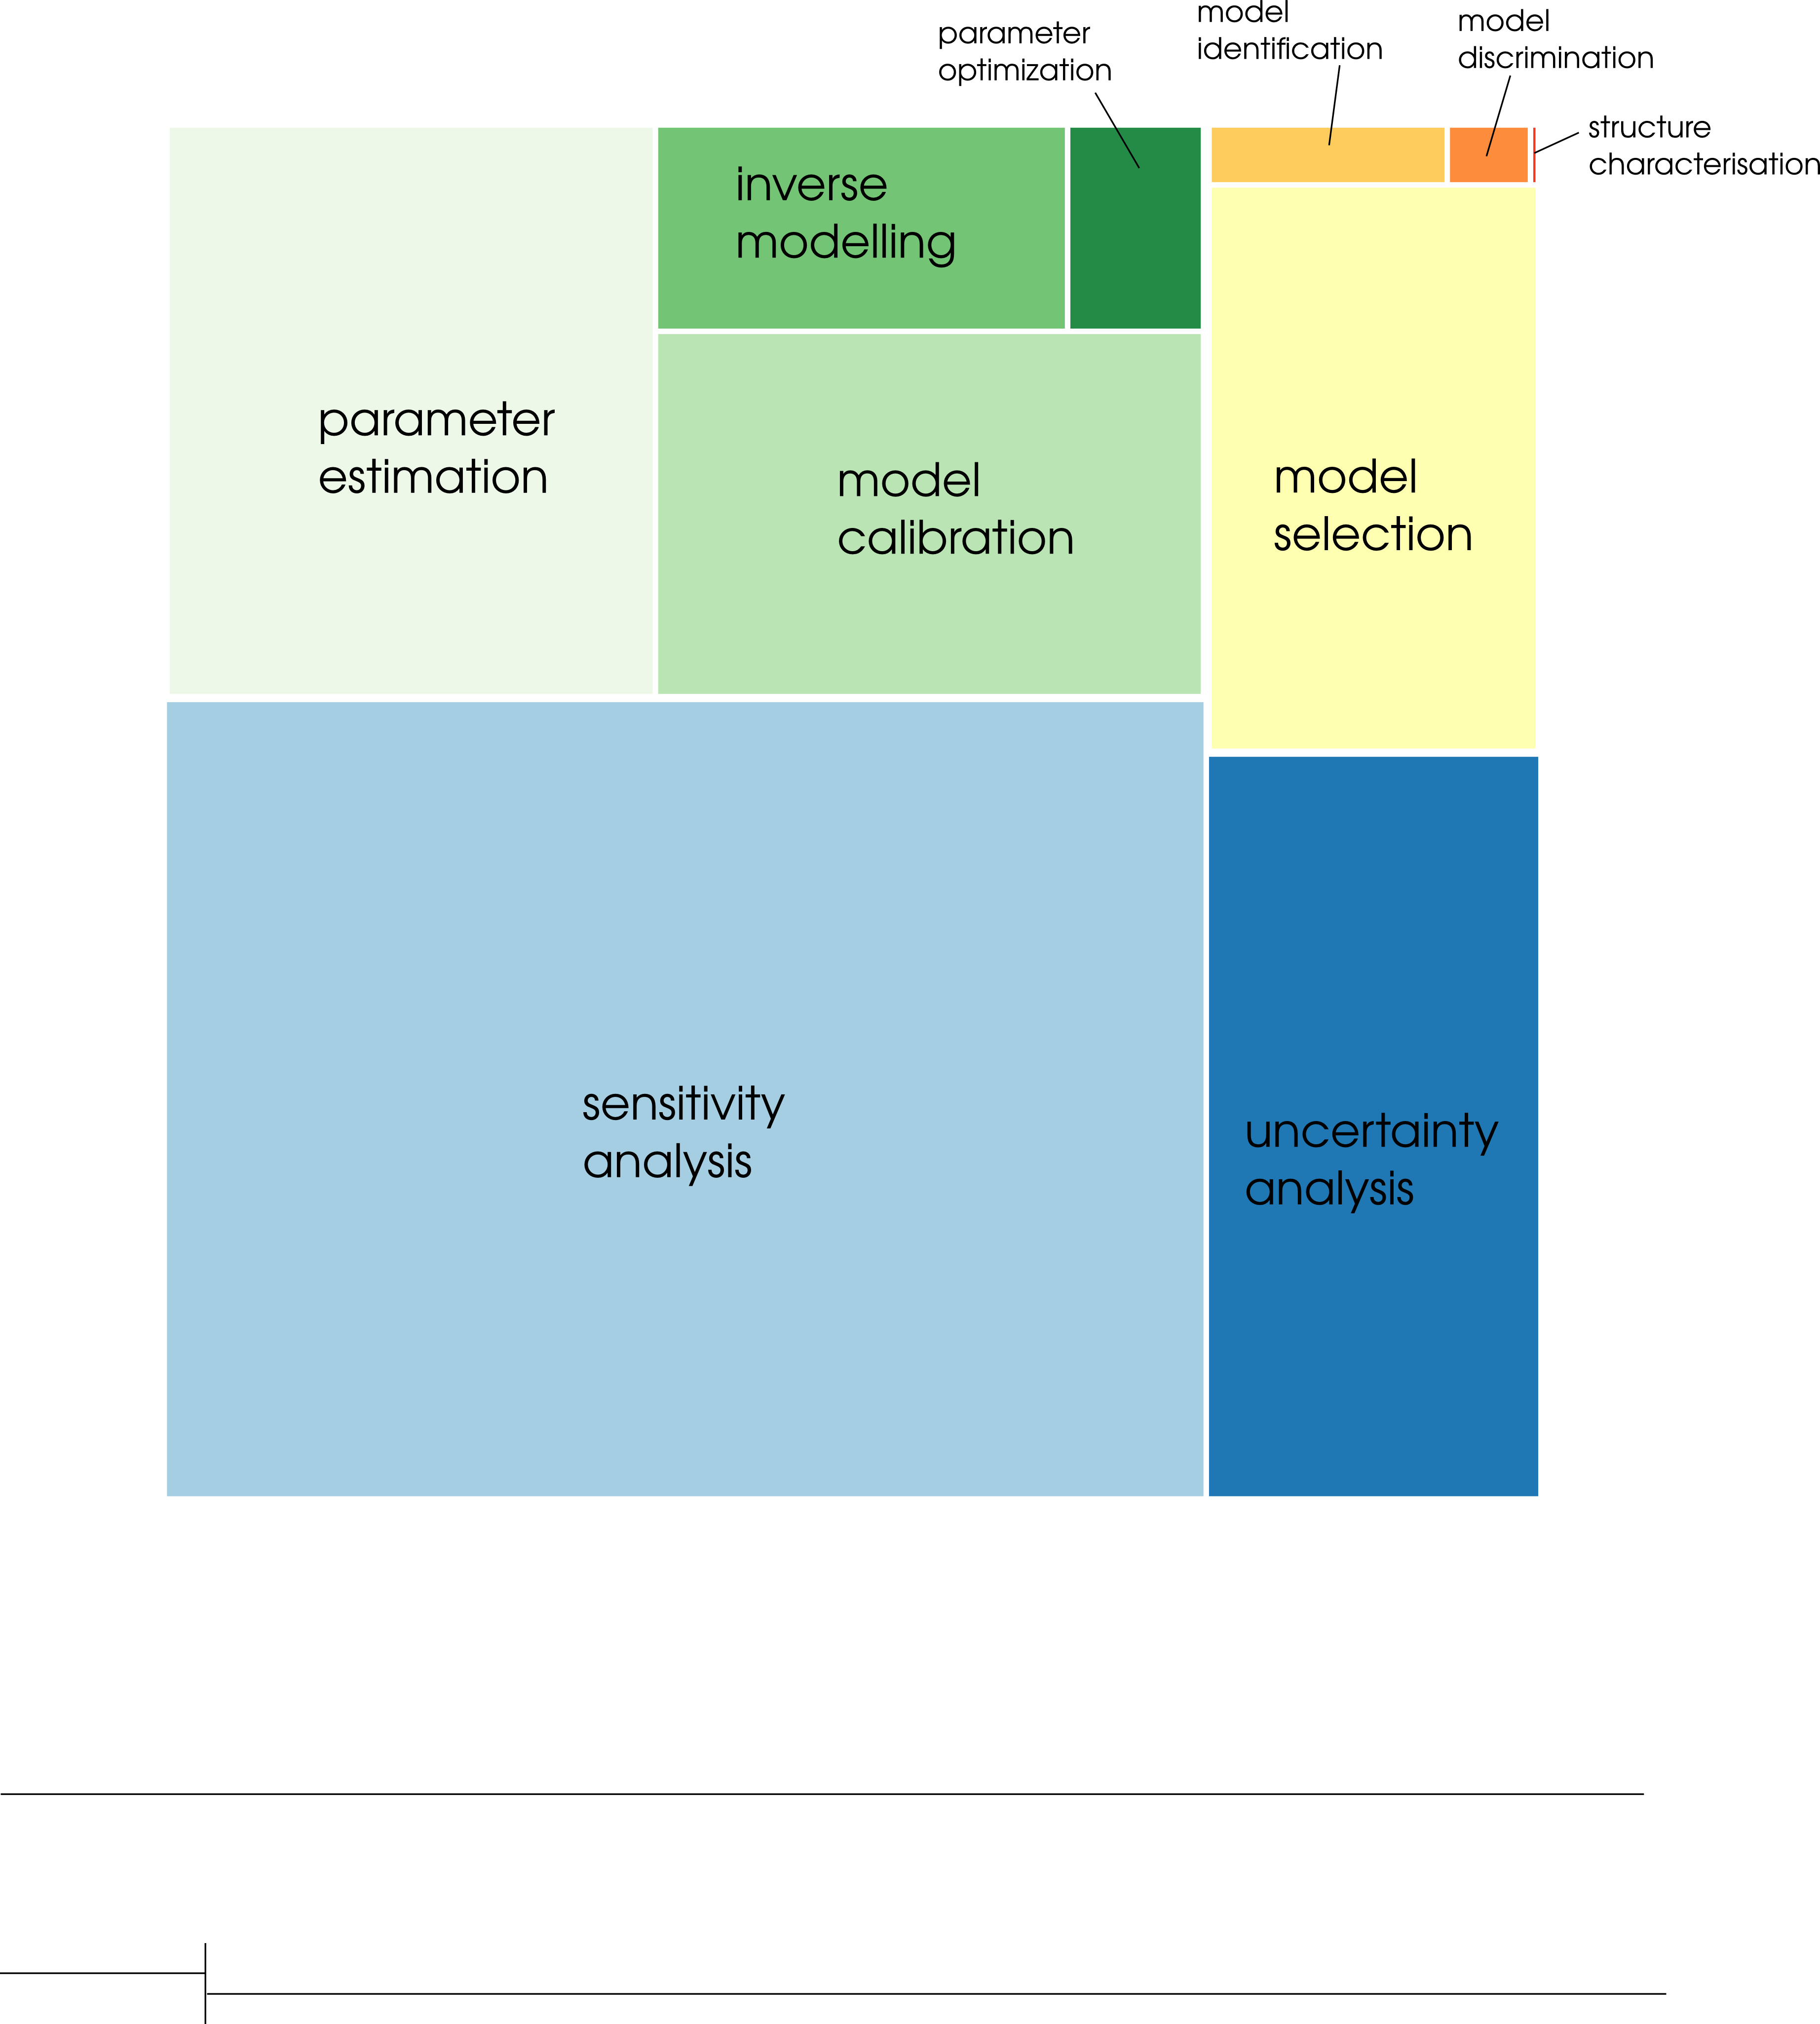 parameter
optimization
model
identification
model
discrimination
structure
characterisation
inverse
modelling
parameter
estimation
model
calibration
model
selection
sensitivity
analysis
uncertainty
analysis